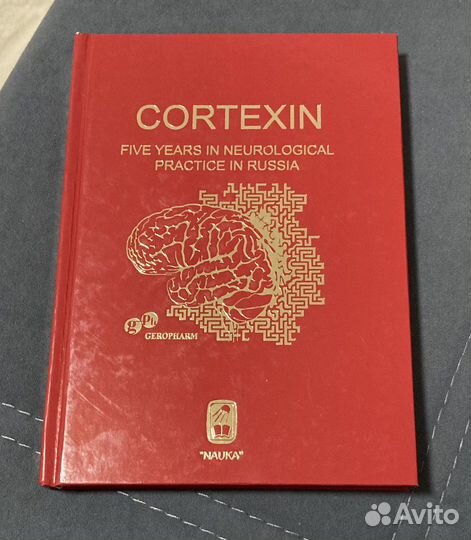 CORTEXIN
FIVE YEARS IN NEUROLOGICAL
PRACTICE IN RUSSIA
GEROPHARM
"NAUKA"
Avito